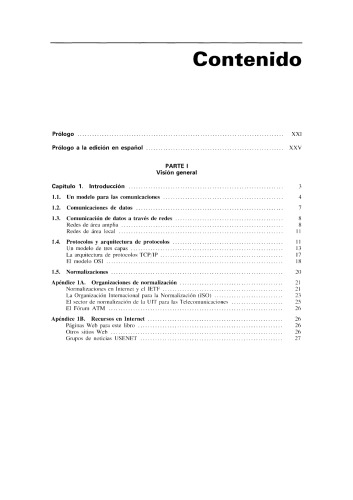 Contenido
Prólogo ........ XXI
Prólogo a la edición en español ........ XXV
PARTE I
Visión general
Capítulo 1. Introducción ........ 3
1.1. Un modelo para las comunicaciones ........ 4
1.2. Comunicaciones de datos ........ 7
1.3. Comunicación de datos a través de redes ........ 8
Redes de área amplia ........ 8
Redes de área local ........ 11
1.4. Protocolos y arquitectura de protocolos ........ 11
Un modelo de tres capas ........ 13
La arquitectura de protocolos TCP/IP ........ 17
El modelo OSI ........ 18
1.5. Normalizaciones ........ 20
Apéndice 1A. Organizaciones de normalización ........ 21
Normalizaciones en Internet y el IETF ........ 21
La Organización Internacional para la Normalización (ISO) ........ 23
El sector de normalización de la UIT para las Telecomunicaciones ........ 25
El Fórum ATM ........ 26
Apéndice 1B. Recursos en Internet ........ 26
Páginas Web para este libro ........ 26
Otros sitios Web ........ 26
Grupos de noticias USENET ........ 27